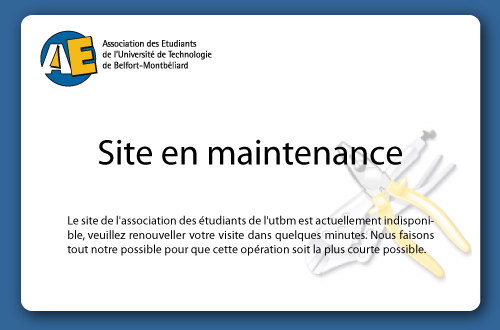 AE
Association des Etudiants
de l'Université de Technologie
de Belfort-Montbéliard
Site en maintenance
Le site de l'association des étudiants de l'utbm est actuellement indisponi-
ble, veuillez renouveller votre visite dans quelques minutes. Nous faisons
tout notre possible pour que cette opération soit la plus courte possible.